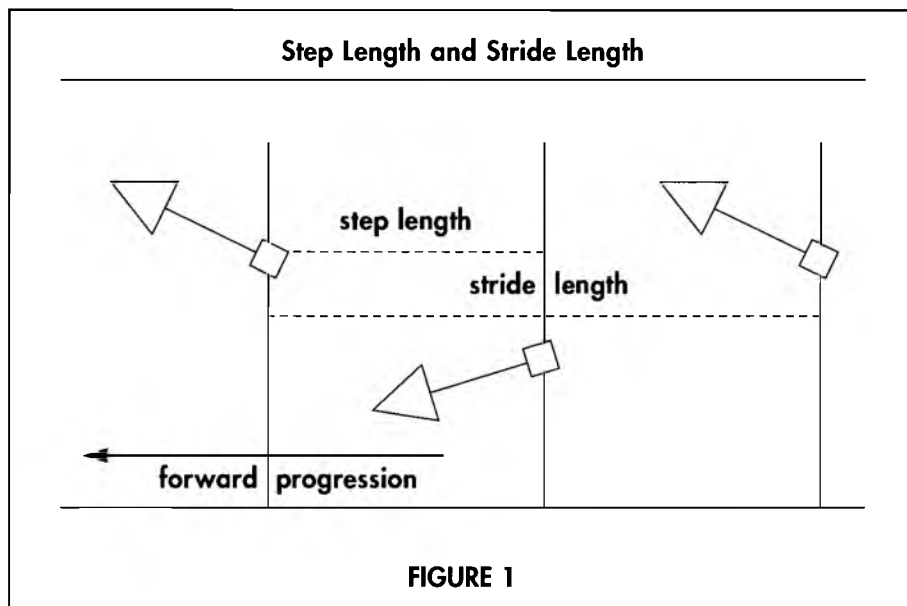 Step Length and Stride Length
step length
stride length
forward progression
FIGURE 1